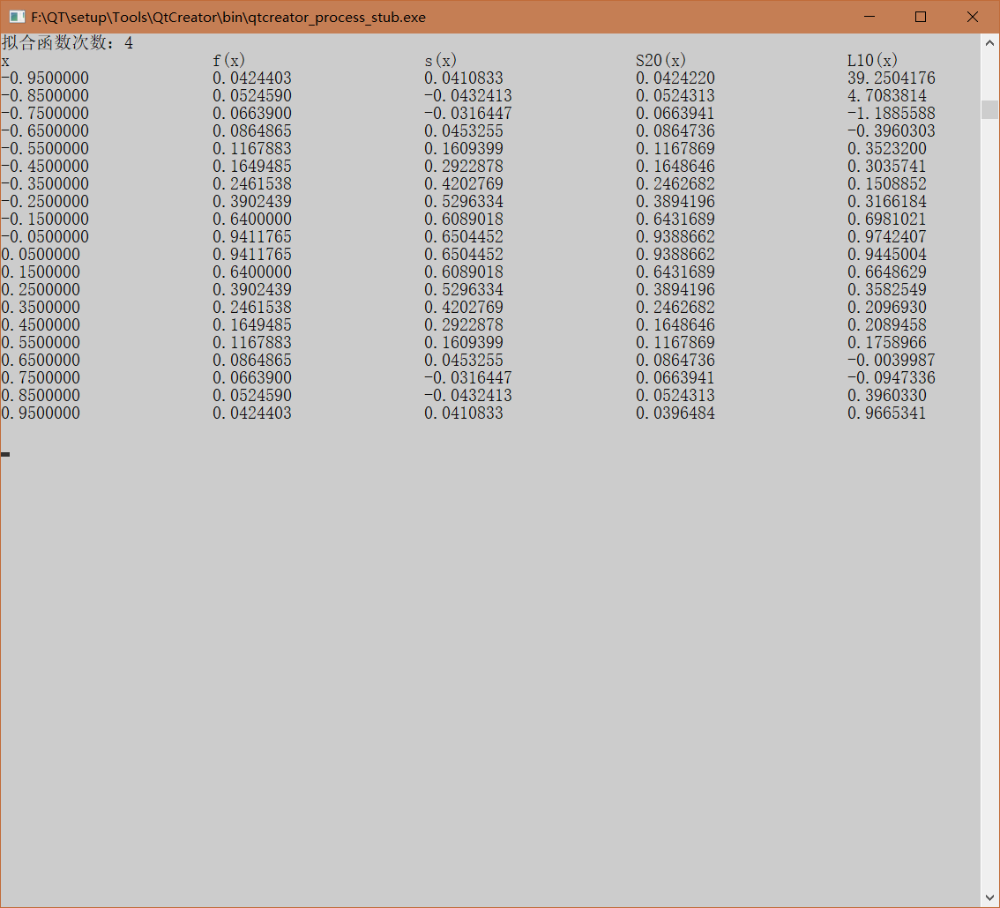 F:\QT\setup\Tools\QtCreator\bin\qtcreator_process_stub.exe
拟合函数次数：4
x f(x) s(x) S20(x) L10(x)
-0.9500000 0.0424403 0.0410833 0.0424220 39.2504176
-0.8500000 0.0524590 -0.0432413 0.0524313 4.7083814
-0.7500000 0.0663900 -0.0316447 0.0663941 -1.1885588
-0.6500000 0.0864865 0.0453255 0.0864736 -0.3960303
-0.5500000 0.1167883 0.1609399 0.1167869 0.3523200
-0.4500000 0.1649485 0.2922878 0.1648646 0.3035741
-0.3500000 0.2461538 0.4202769 0.2462682 0.1508852
-0.2500000 0.3902439 0.5296334 0.3894196 0.3166184
-0.1500000 0.6400000 0.6089018 0.6431689 0.6981021
-0.0500000 0.9411765 0.6504452 0.9388662 0.9742407
0.0500000 0.9411765 0.6504452 0.9388662 0.9445004
0.1500000 0.6400000 0.6089018 0.6431689 0.6648629
0.2500000 0.3902439 0.5296334 0.3894196 0.3582549
0.3500000 0.2461538 0.4202769 0.2462682 0.2096930
0.4500000 0.1649485 0.2922878 0.1648646 0.2089458
0.5500000 0.1167883 0.1609399 0.1167869 0.1758966
0.6500000 0.0864865 0.0453255 0.0864736 -0.0039987
0.7500000 0.0663900 -0.0316447 0.0663941 -0.0947336
0.8500000 0.0524590 -0.0432413 0.0524313 0.3960330
0.9500000 0.0424403 0.0410833 0.0396484 0.9665341